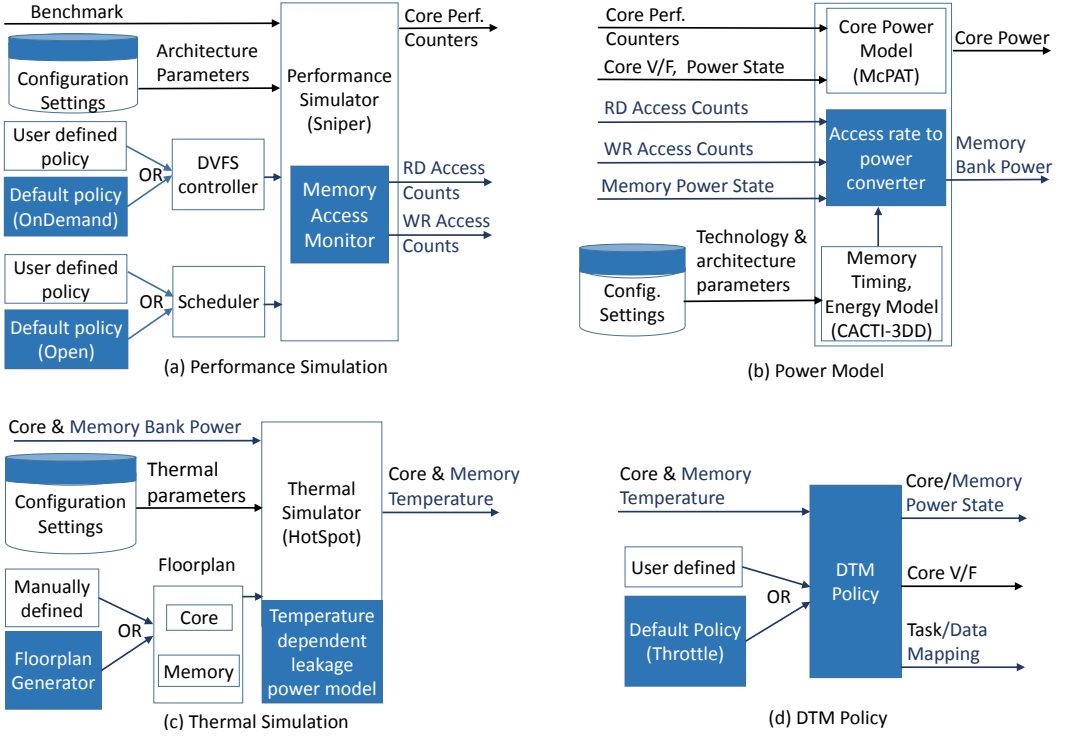 Benchmark
Architecture
Parameters
Configuration
Settings
User defined
policy
OR
Default policy
(OnDemand)
DVFS
controller
User defined
policy
OR
Default policy
(Open)
Scheduler
Performance
Simulator
(Sniper)
Memory
Access
Monitor
Core Perf.
Counters
RD Access
Counts
WR Access
Counts
(a) Performance Simulation
Core Perf.
Counters
Core V/F, Power State
RD Access Counts
WR Access Counts
Memory Power State
Config.
Settings
Technology &
architecture
parameters
Core Power
Model
(McPAT)
Access rate to
power
converter
Memory
Timing,
Energy Model
(CACTI-3DD)
Core Power
Memory
Bank Power
(b) Power Model
Core & Memory Bank Power
Configuration
Settings
Thermal
parameters
Manually
defined
OR
Floorplan
Generator
Floorplan
Core
Memory
Thermal
Simulator
(HotSpot)
Temperature
dependent
leakage
power model
Core & Memory
Temperature
(c) Thermal Simulation
Core & Memory
Temperature
User defined
OR
Default Policy
(Throttle)
DTM
Policy
Core/Memory
Power State
Core V/F
Task/Data
Mapping
(d) DTM Policy